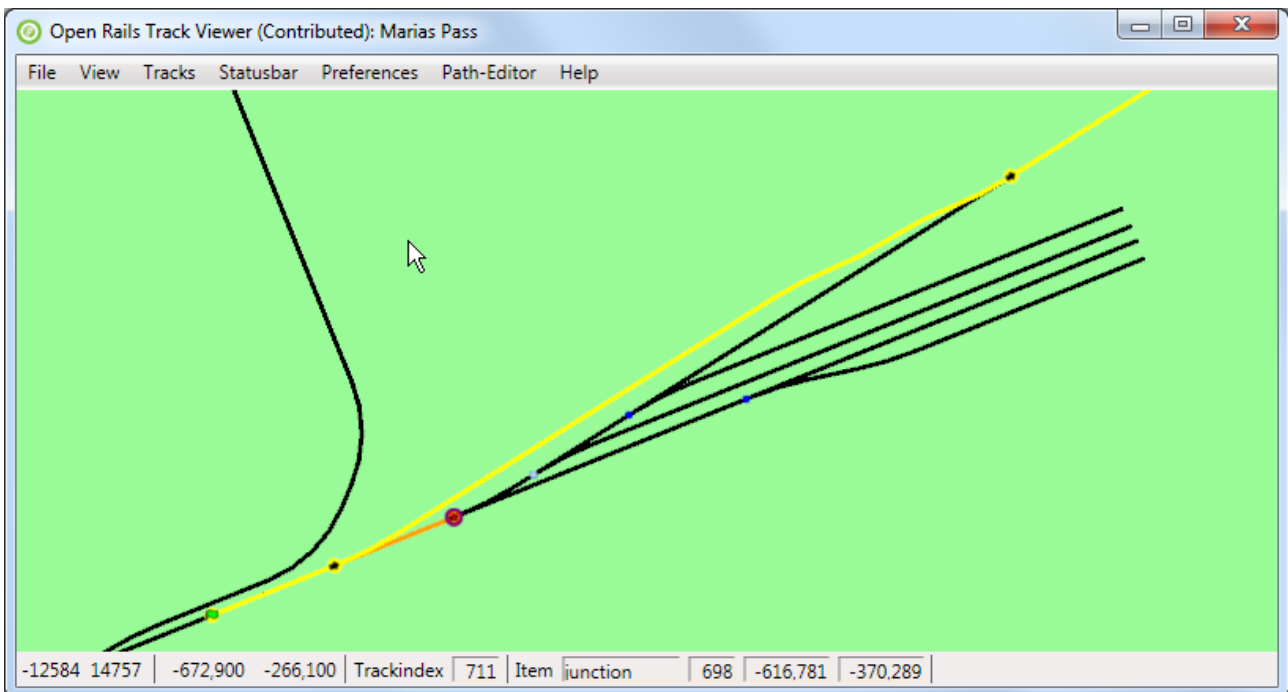 Open Rails Track Viewer (Contributed): Marias Pass
File View Tracks Statusbar Preferences Path-Editor Help
-12584 14757 -672,900 -266,100 Trackindex 711 Item junction 698 -616,781 -370,289